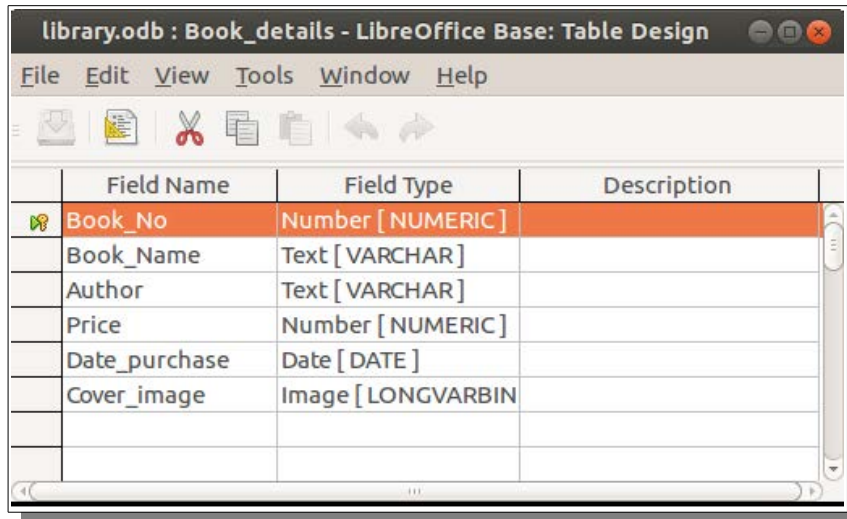 library.odb : Book_details - LibreOffice Base: Table Design
File Edit View Tools Window Help
Field Name Field Type Description
Book_No Number [ NUMERIC ]
Book_Name Text [ VARCHAR ]
Author Text [ VARCHAR ]
Price Number [ NUMERIC ]
Date_purchase Date [ DATE ]
Cover_image Image [ LONGVARBIN